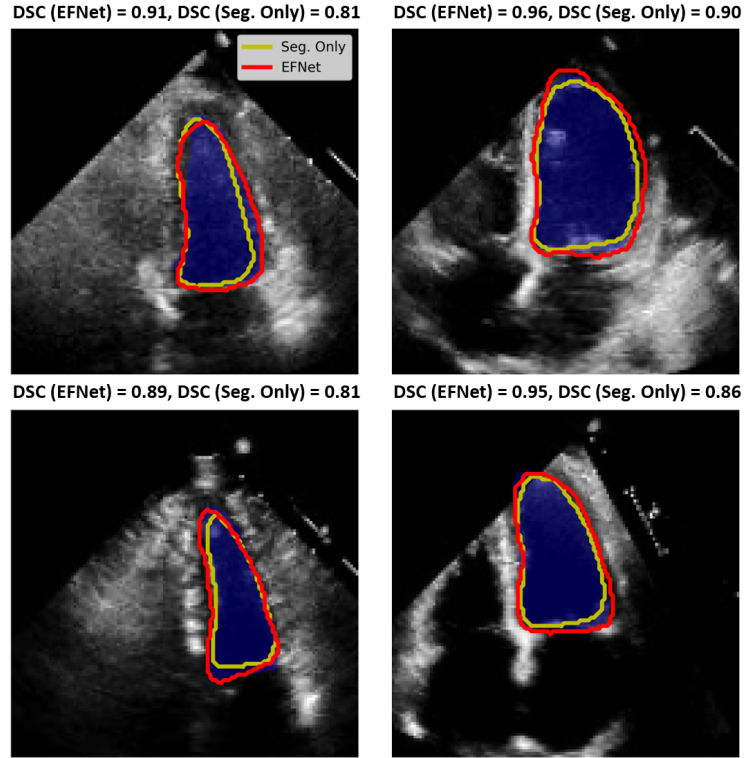 DSC (EFNet) = 0.91, DSC (Seg. Only) = 0.81
DSC (EFNet) = 0.96, DSC (Seg. Only) = 0.90
Seg. Only
EFNet
DSC (EFNet) = 0.89, DSC (Seg. Only) = 0.81
DSC (EFNet) = 0.95, DSC (Seg. Only) = 0.86